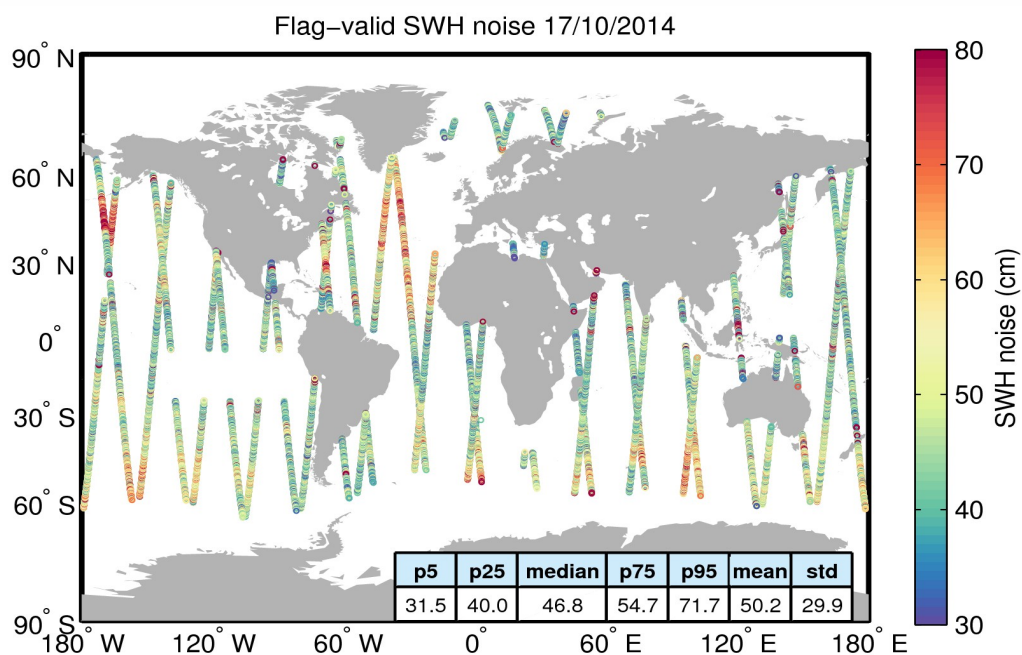 Flag−valid SWH noise 17/10/2014
90° N
60° N
30° N
0°
30° S
60° S
90° S
180° W
120° W
60° W
0°
60° E
120° E
180° E
80
70
60
50
40
30
SWH noise (cm)
p5 p25 median p75 p95 mean std
31.5 40.0 46.8 54.7 71.7 50.2 29.9